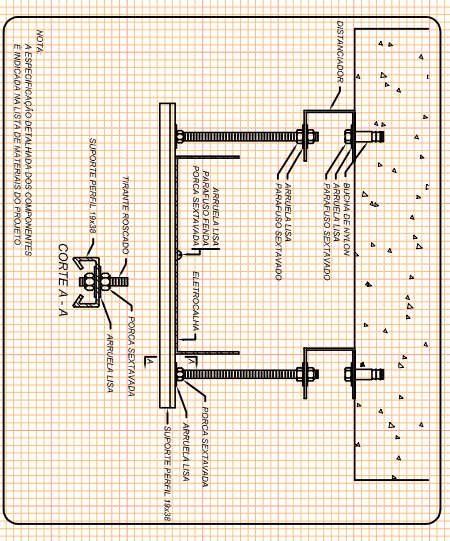 DISTANCIADOR
BUCHA DE NYLON
ARRUELA LISA
PARAFUSO SEXTAVADO
ARRUELA LISA
PARAFUSO SEXTAVADO
ARRUELA LISA
PARAFUSO FENDA
PORCA SEXTAVADA
ELETROCALHA
A
A
PORCA SEXTAVADA
ARRUELA LISA
SUPORTE PERFIL 19x38
TIRANTE ROSCADO
SUPORTE PERFIL 19x38
PORCA SEXTAVADA
ARRUELA LISA
CORTE A - A
NOTA:
A ESPECIFICAÇÃO DETALHADA DOS COMPONENTES
É INDICADA NA LISTA DE MATERIAIS DO PROJETO